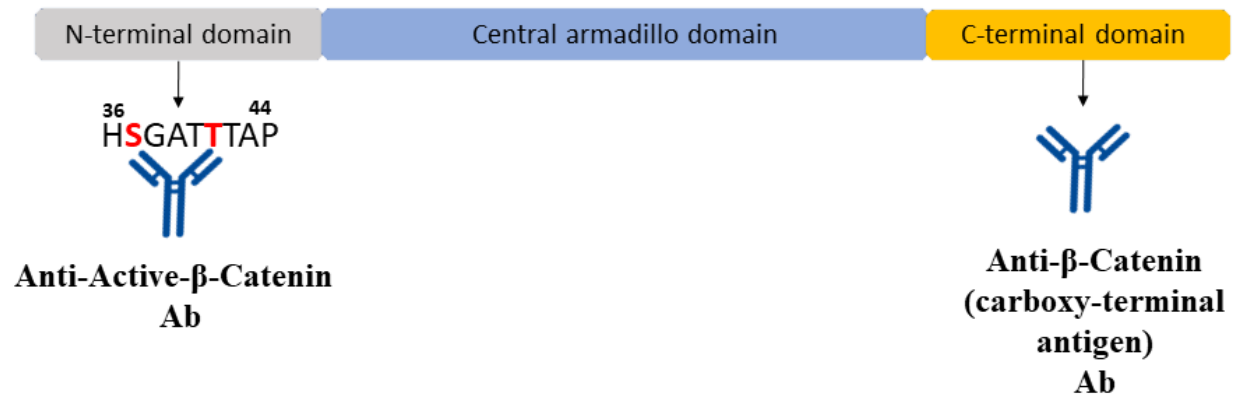 N-terminal domain
Central armadillo domain
C-terminal domain
36
44
HSGATTTAP
Anti-Active-β-Catenin
Ab
Anti-β-Catenin
(carboxy-terminal
antigen)
Ab